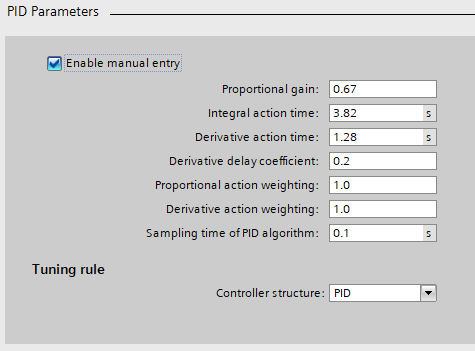 PID Parameters
Enable manual entry
Proportional gain: 0.67
Integral action time: 3.82 s
Derivative action time: 1.28 s
Derivative delay coefficient: 0.2
Proportional action weighting: 1.0
Derivative action weighting: 1.0
Sampling time of PID algorithm: 0.1 s
Tuning rule
Controller structure: PID